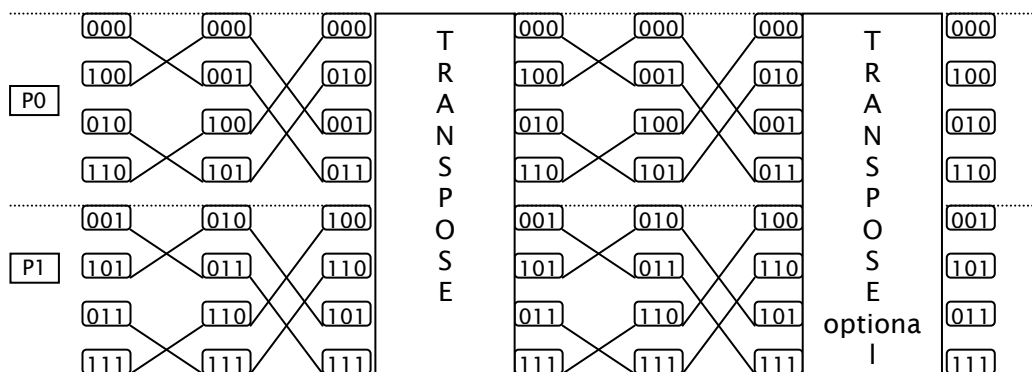 000 000 000 000 000 000 000
100 001 010 100 001 010 100
P0
010 100 001 010 100 001 010
110 101 011 110 101 011 110
001 010 100 001 010 100 001
P1
101 011 110 101 011 110 101
011 110 101 011 110 101 011
111 111 111 111 111 111 111
TRANSPOSE
TRANSPOSE
optiona
l